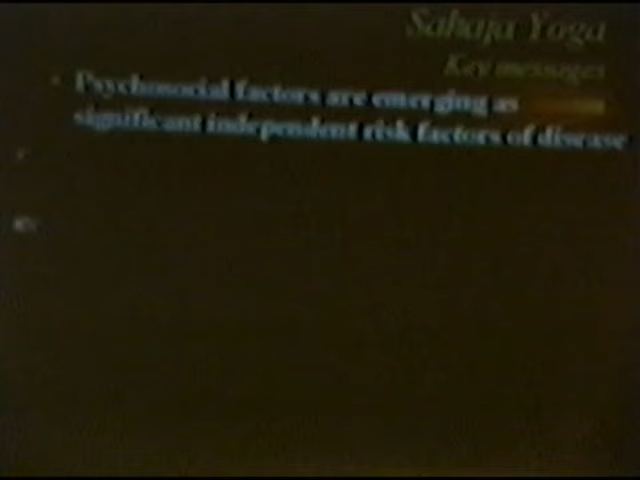 Sahaja Yoga
Key messages
• Psychosocial factors are emerging as
significant independent risk factors of disease